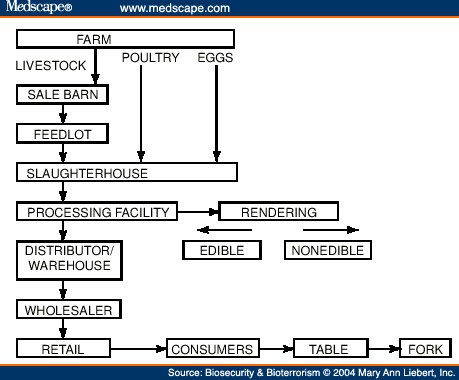 Medscape® www.medscape.com
FARM
LIVESTOCK
POULTRY
EGGS
SALE BARN
FEEDLOT
SLAUGHTERHOUSE
PROCESSING FACILITY
RENDERING
EDIBLE
NONEDIBLE
DISTRIBUTOR/
WAREHOUSE
WHOLESALER
RETAIL
CONSUMERS
TABLE
FORK
Source: Biosecurity & Bioterrorism © 2004 Mary Ann Liebert, Inc.